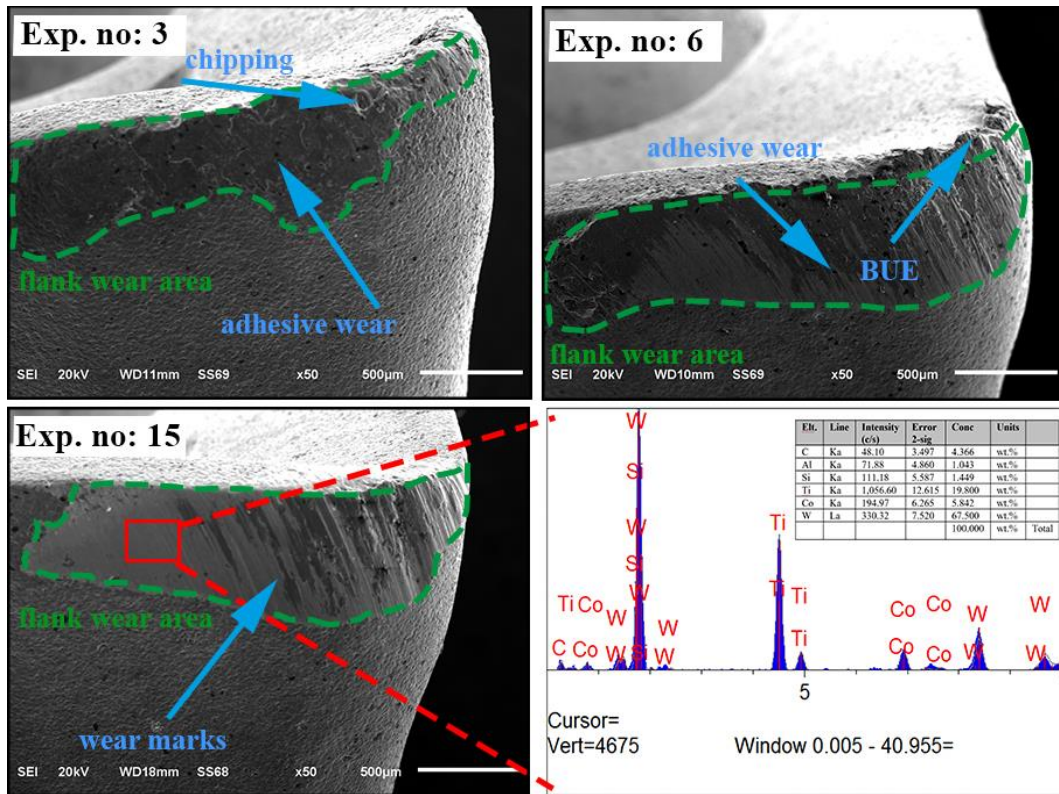 Exp. no: 3
chipping
flank wear area
adhesive wear
SEI 20kV WD11mm SS69 x50 500µm
Exp. no: 6
adhesive wear
BUE
flank wear area
SEI 20kV WD10mm SS69 x50 500µm
Exp. no: 15
flank wear area
wear marks
SEI 20kV WD18mm SS68 x50 500µm
Elt. Line Intensity (c/s) Error 2-sig Conc Units
C Ka 48.10 3.497 4.366 wt.%
Al Ka 71.88 4.860 1.043 wt.%
Si Ka 111.18 5.587 1.449 wt.%
Ti Ka 1,056.60 12.615 19.800 wt.%
Co Ka 194.97 6.265 5.842 wt.%
W La 330.32 7.520 67.500 wt.%
100.000 wt.% Total
W
Si
W
Ti
Si
W Ti Ti
Ti Co W Co Co W W
C Co W Si W Ti Co Co W W
5
Cursor=
Vert=4675 Window 0.005 - 40.955=